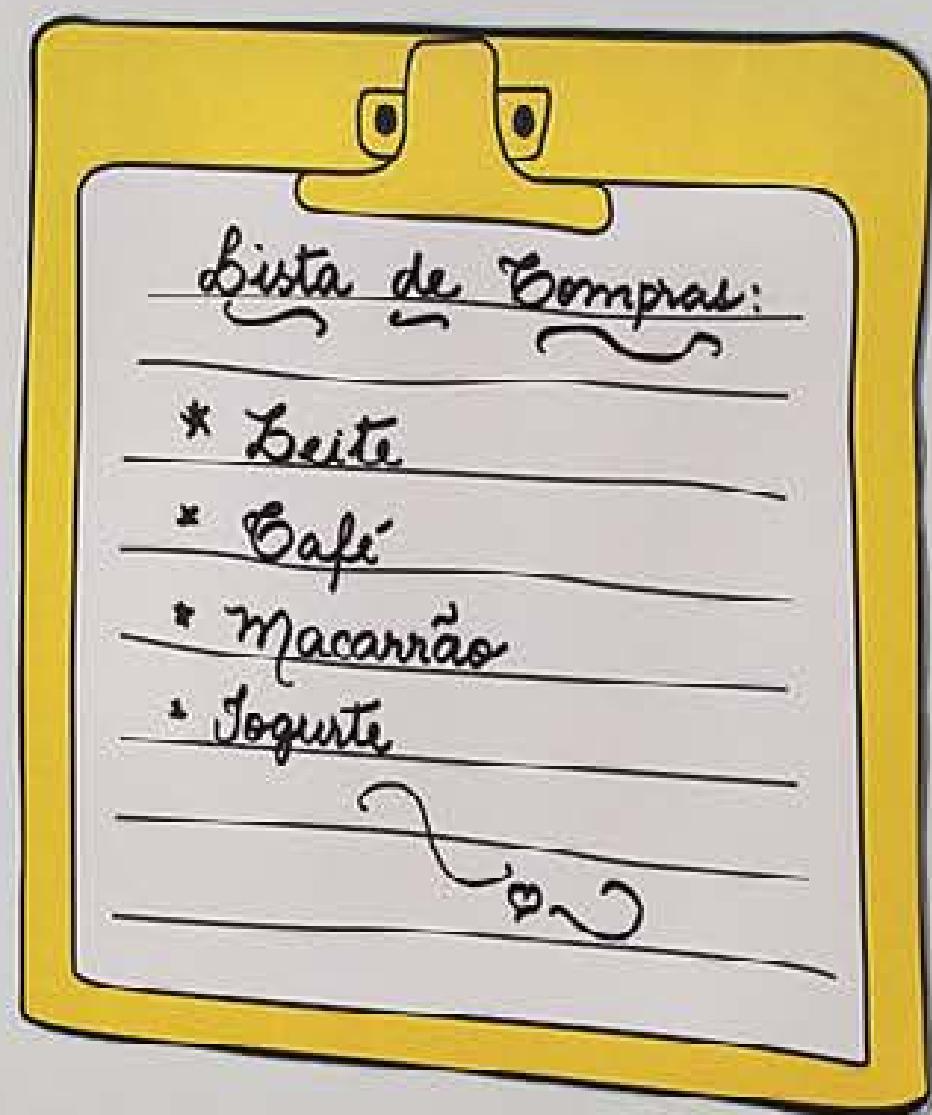 Lista de Compras:
* Leite
* Café
* Macarrão
* Iogurte